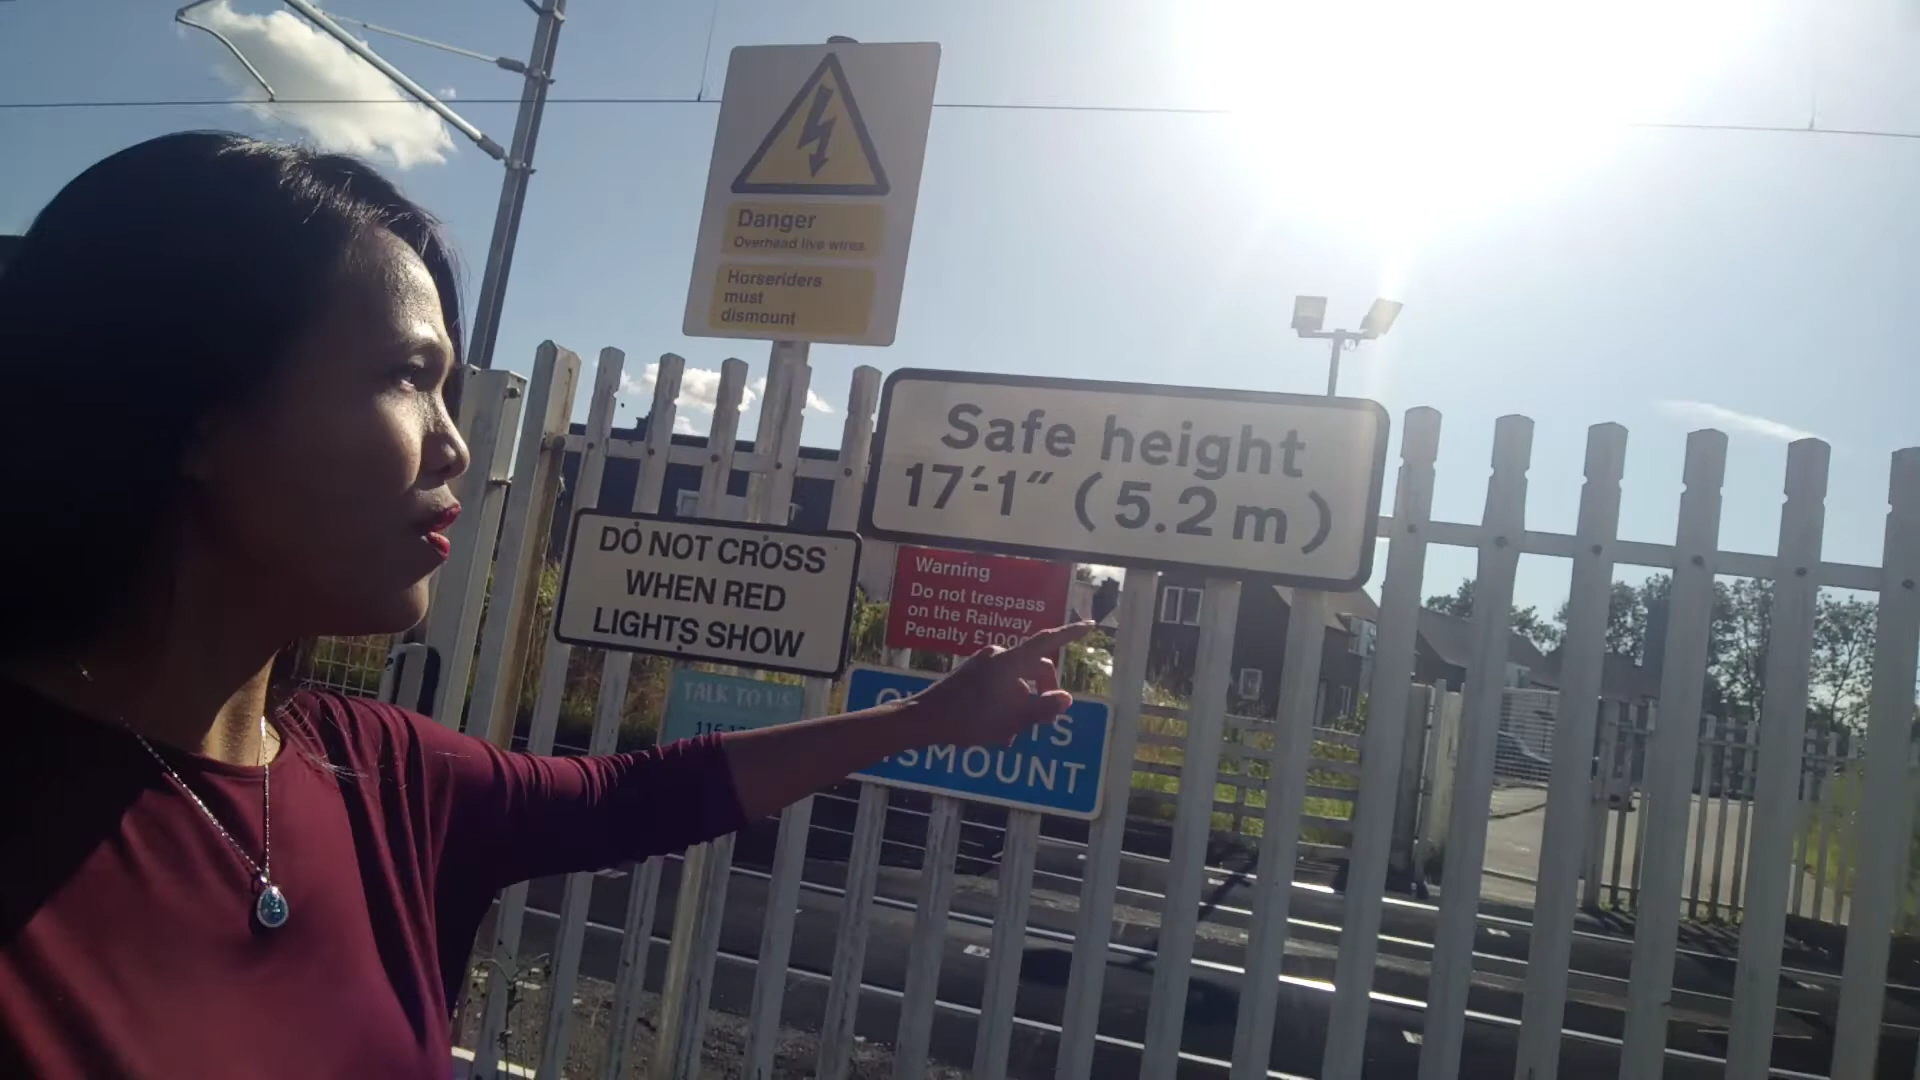 Danger
Overhead live wires
Horseriders
must
dismount
Safe height
17'-1" (5.2 m)
DO NOT CROSS
WHEN RED
LIGHTS SHOW
Warning
Do not trespass
on the Railway
Penalty £1000
TALK TO US